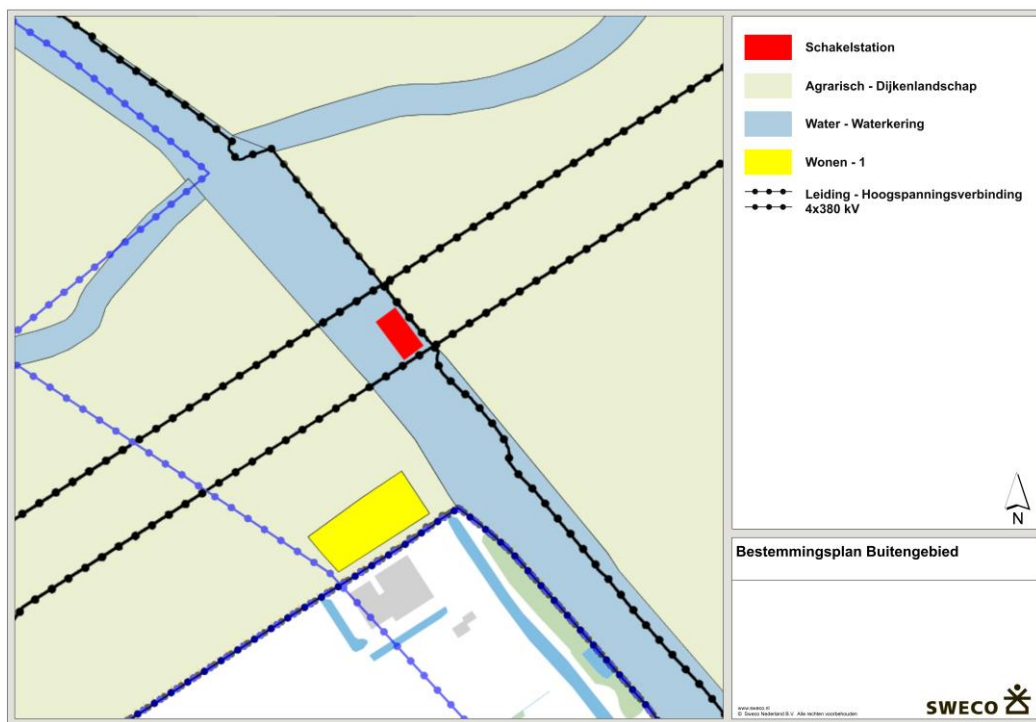 Schakelstation
Agrarisch - Dijkenlandschap
Water - Waterkering
Wonen - 1
Leiding - Hoogspanningsverbinding
4x380 kV
N
Bestemmingsplan Buitengebied
www.sweco.nl
© Sweco Nederland B.V. Alle rechten voorbehouden
SWECO